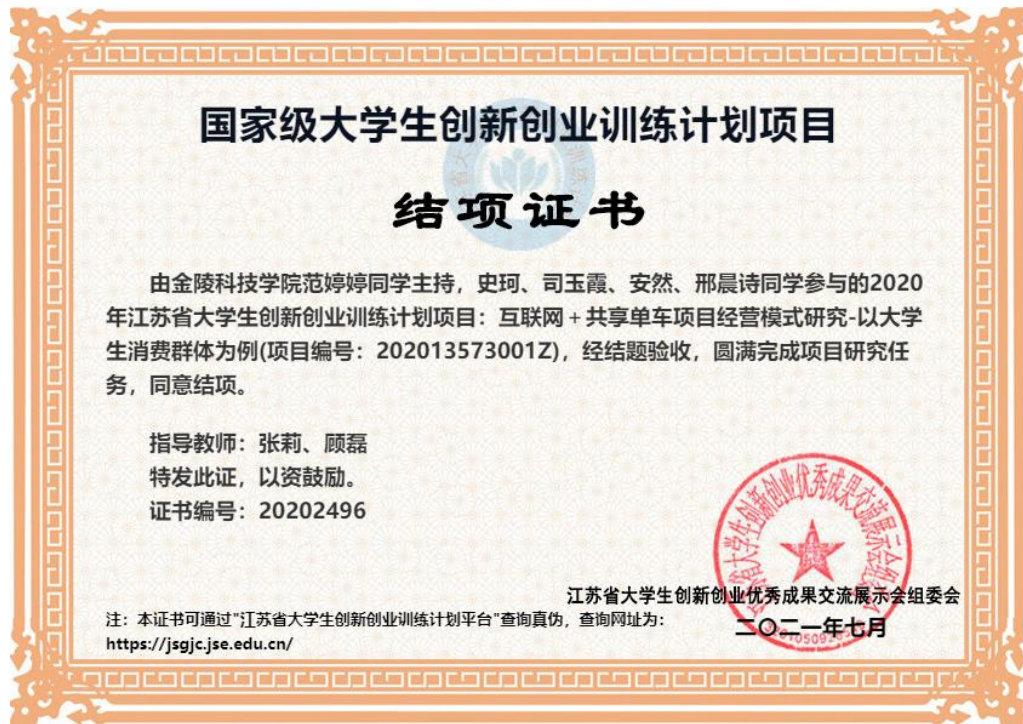 国家级大学生创新创业训练计划项目
结项证书
由金陵科技学院范婷婷同学主持，史珂、司玉霞、安然、邢晨诗同学参与的2020
年江苏省大学生创新创业训练计划项目：互联网＋共享单车项目经营模式研究-以大学
生消费群体为例(项目编号：202013573001Z)，经结题验收，圆满完成项目研究任
务，同意结项。
指导教师：张莉、顾磊
特发此证，以资鼓励。
证书编号：20202496
江苏省大学生创新创业优秀成果交流展示会组委会
二〇二一年七月
注：本证书可通过"江苏省大学生创新创业训练计划平台"查询真伪，查询网址为：
https://jsgjc.jse.edu.cn/